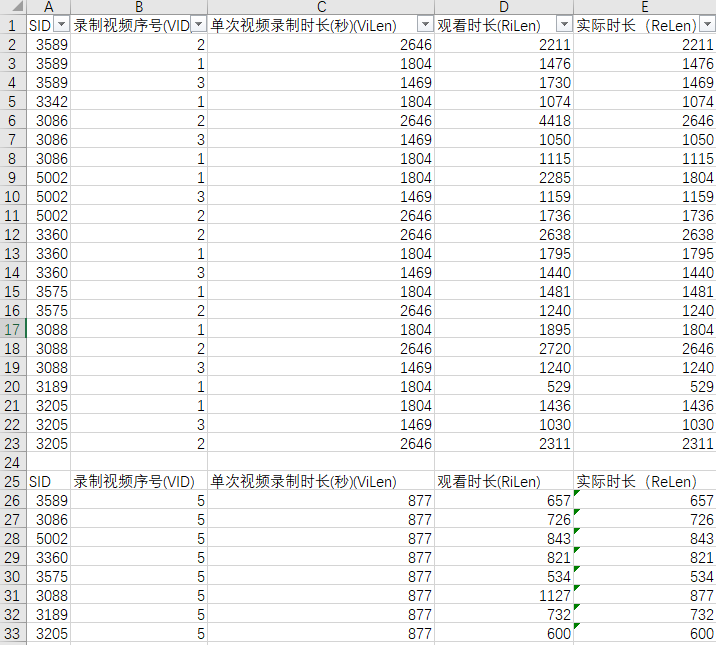 A B C D E
1 SID 录制视频序号(VID) 单次视频录制时长(秒)(ViLen) 观看时长(RiLen) 实际时长（ReLen)
2 3589 2 2646 2211 2211
3 3589 1 1804 1476 1476
4 3589 3 1469 1730 1469
5 3342 1 1804 1074 1074
6 3086 2 2646 4418 2646
7 3086 3 1469 1050 1050
8 3086 1 1804 1115 1115
9 5002 1 1804 2285 1804
10 5002 3 1469 1159 1159
11 5002 2 2646 1736 1736
12 3360 2 2646 2638 2638
13 3360 1 1804 1795 1795
14 3360 3 1469 1440 1440
15 3575 1 1804 1481 1481
16 3575 2 2646 1240 1240
17 3088 1 1804 1895 1804
18 3088 2 2646 2720 2646
19 3088 3 1469 1240 1240
20 3189 1 1804 529 529
21 3205 1 1804 1436 1436
22 3205 3 1469 1030 1030
23 3205 2 2646 2311 2311
24
25 SID 录制视频序号(VID) 单次视频录制时长(秒)(ViLen) 观看时长(RiLen) 实际时长（ReLen)
26 3589 5 877 657 657
27 3086 5 877 726 726
28 5002 5 877 843 843
29 3360 5 877 821 821
30 3575 5 877 534 534
31 3088 5 877 1127 877
32 3189 5 877 732 732
33 3205 5 877 600 600